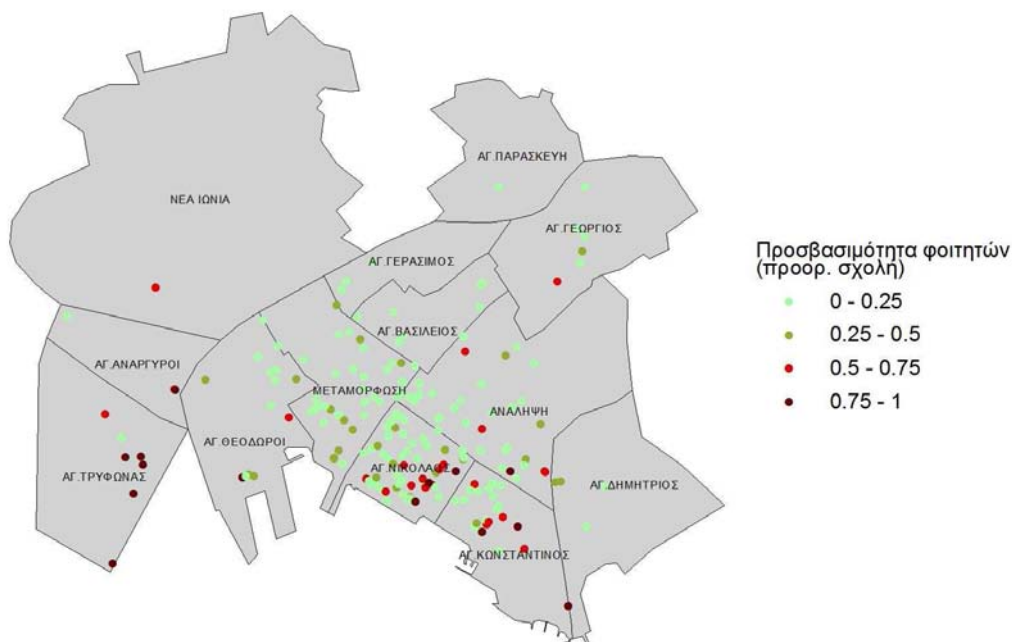 ΑΓ.ΠΑΡΑΣΚΕΥΗ
ΝΕΑ ΙΩΝΙΑ
ΑΓ.ΓΕΩΡΓΙΟΣ
ΑΓ.ΓΕΡΑΣΙΜΟΣ
ΑΓ.ΒΑΣΙΛΕΙΟΣ
ΑΓ.ΑΝΑΡΓΥΡΟΙ
ΜΕΤΑΜΟΡΦΩΣΗ
ΑΝΑΛΗΨΗ
ΑΓ.ΘΕΟΔΩΡΟΙ
ΑΓ.ΝΙΚΟΛΑΟΣ
ΑΓ.ΤΡΥΦΩΝΑΣ
ΑΓ.ΔΗΜΗΤΡΙΟΣ
ΑΓ.ΚΩΝΣΤΑΝΤΙΝΟΣ
Προσβασιμότητα φοιτητών
(προορ. σχολή)
0 - 0.25
0.25 - 0.5
0.5 - 0.75
0.75 - 1